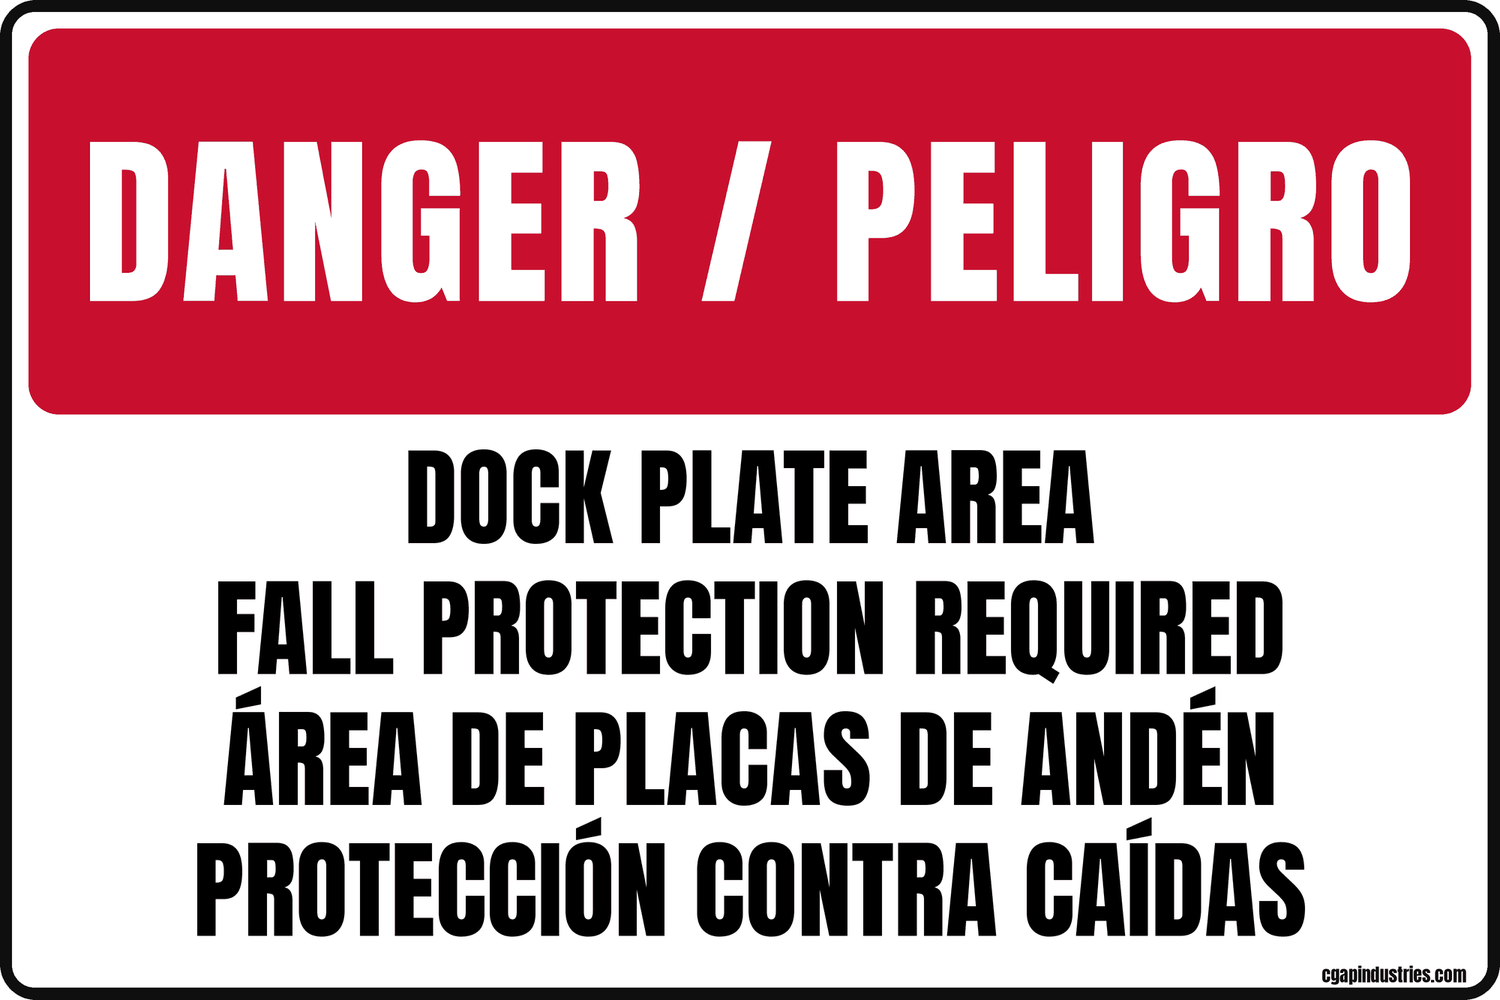 DANGER / PELIGRO
DOCK PLATE AREA
FALL PROTECTION REQUIRED
ÁREA DE PLACAS DE ANDÉN
PROTECCIÓN CONTRA CAÍDAS
cgapindustries.com